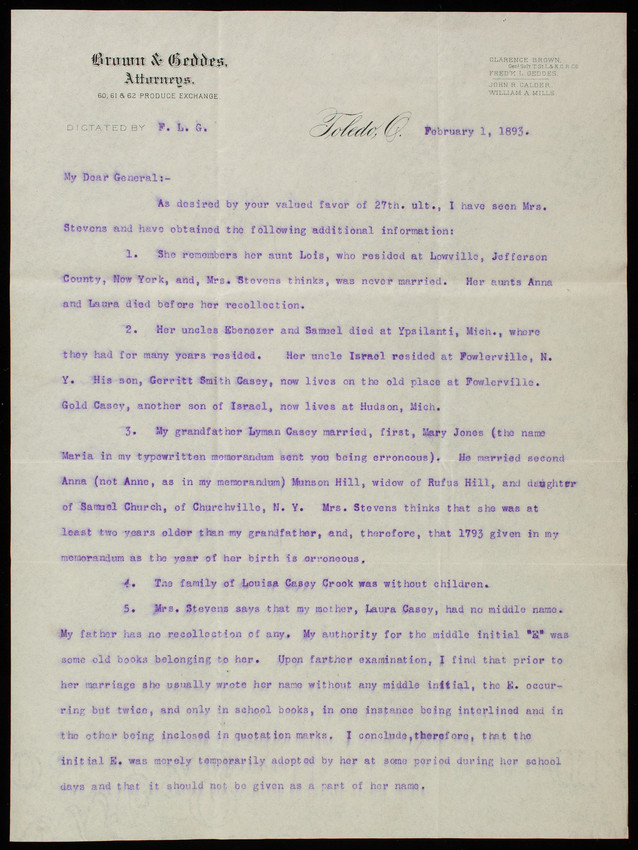 Brown & Geddes,
Attorneys.
60, 61 & 62 PRODUCE EXCHANGE.
CLARENCE BROWN.
FRED'K L. GEDDES.
JOHN R. CALDER.
WILLIAM A. MILLS.
DICTATED BY F. L. G.
Toledo, O. February 1, 1893.
My Dear General:-
As desired by your valued favor of 27th. ult., I have seen Mrs.
Stevens and have obtained the following additional information:
1. She remembers her aunt Lois, who resided at Lowville, Jefferson
County, New York, and, Mrs. Stevens thinks, was never married. Her aunts Anna
and Laura died before her recollection.
2. Her uncles Ebenezer and Samuel died at Ypsilanti, Mich., where
they had for many years resided. Her uncle Israel resided at Fowlerville, N.
Y. His son, Gerritt Smith Casey, now lives on the old place at Fowlerville.
Gold Casey, another son of Israel, now lives at Hudson, Mich.
3. My grandfather Lyman Casey married, first, Mary Jones (the name
Maria in my typewritten memorandum sent you being erroneous). He married second
Anna (not Anne, as in my memorandum) Munson Hill, widow of Rufus Hill, and daughter
of Samuel Church, of Churchville, N. Y. Mrs. Stevens thinks that she was at
least two years older than my grandfather, and, therefore, that 1793 given in my
memorandum as the year of her birth is erroneous.
4. The family of Louisa Casey Crook was without children.
5. Mrs. Stevens says that my mother, Laura Casey, had no middle name.
My father has no recollection of any. My authority for the middle initial "E" was
some old books belonging to her. Upon farther examination, I find that prior to
her marriage she usually wrote her name without any middle initial, the E. occur-
ring but twice, and only in school books, in one instance being interlined and in
the other being inclosed in quotation marks. I conclude,therefore, that the
initial E. was merely temporarily adopted by her at some period during her school
days and that it should not be given as a part of her name.